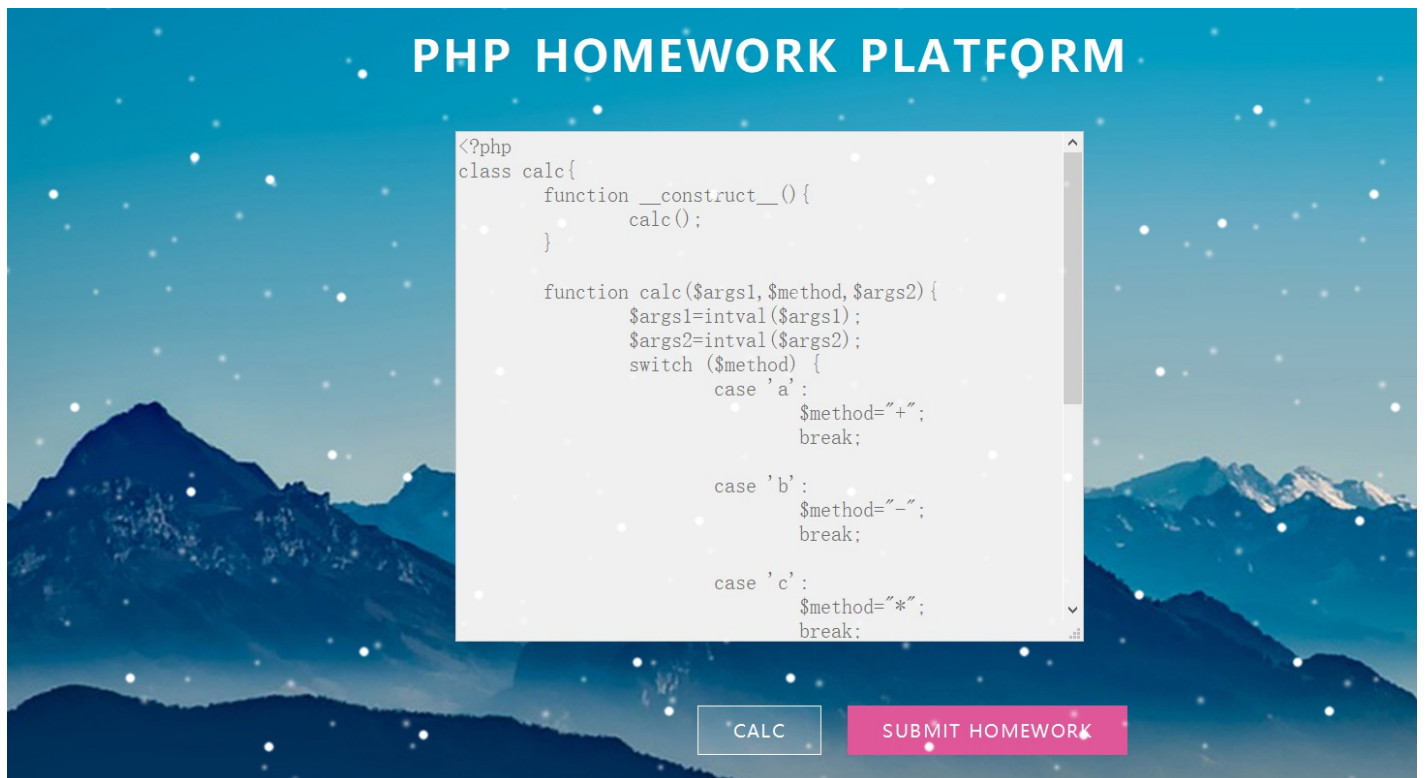 PHP HOMEWORK PLATFORM
<?php
class calc{
        function __construct__(){
                calc();
        }

        function calc($args1,$method,$args2){
                $args1=intval($args1);
                $args2=intval($args2);
                switch ($method) {
                        case 'a':
                                $method="+";
                                break;

                        case 'b':
                                $method="-";
                                break;

                        case 'c':
                                $method="*";
                                break;
CALC
SUBMIT HOMEWORK